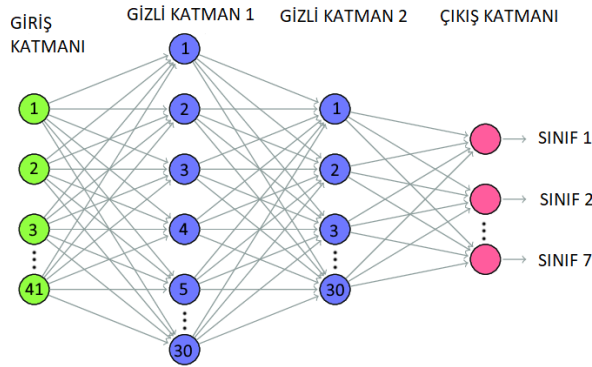 GİRİŞ
KATMANI
GİZLİ KATMAN 1
GİZLİ KATMAN 2
ÇIKIŞ KATMANI
1
2
3
41
1
2
3
4
5
30
1
2
3
30
SINIF 1
SINIF 2
SINIF 7